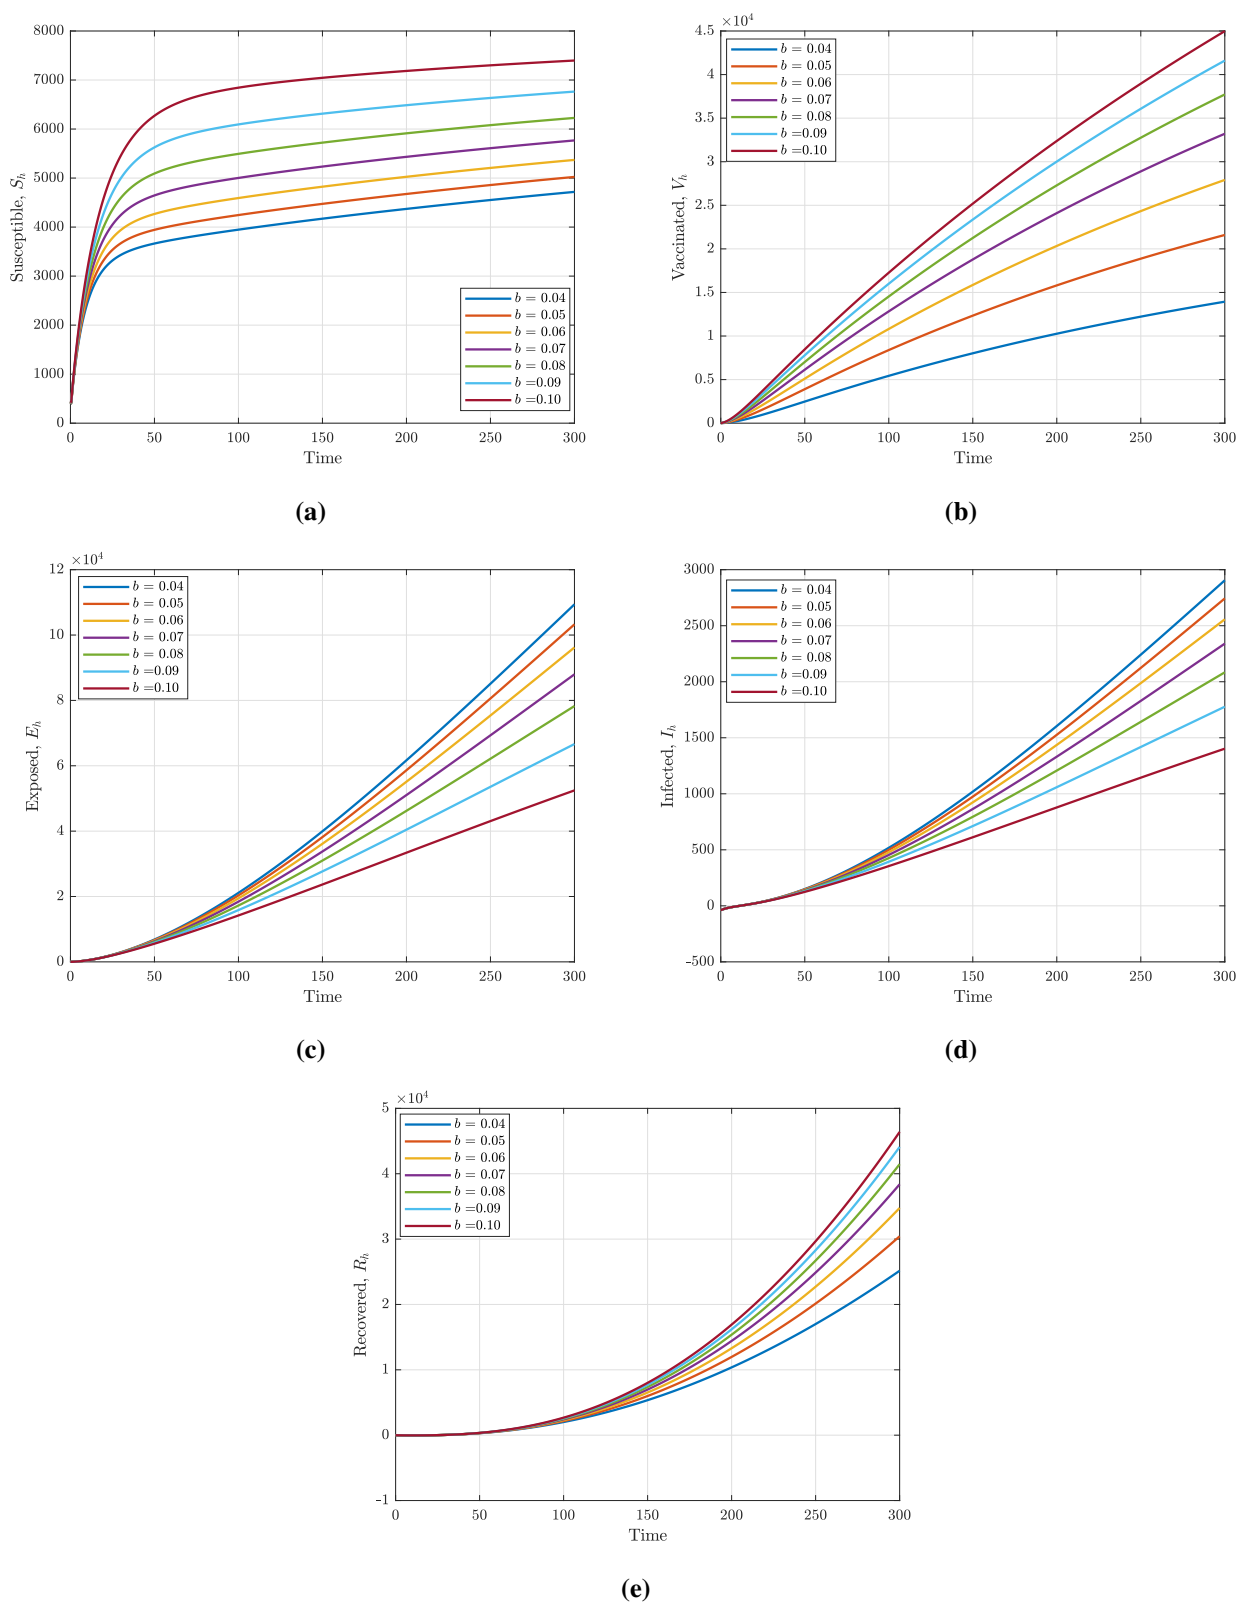 8000
7000
6000
5000
4000
3000
2000
1000
0
Susceptible, S_h
b = 0.04
b = 0.05
b = 0.06
b = 0.07
b = 0.08
b =0.09
b =0.10
0 50 100 150 200 250 300
Time
(a)
×10^4
4.5
4
3.5
3
2.5
2
1.5
1
0.5
0
Vaccinated, V_h
b = 0.04
b = 0.05
b = 0.06
b = 0.07
b = 0.08
b =0.09
b =0.10
0 50 100 150 200 250 300
Time
(b)
×10^4
12
10
8
6
4
2
0
Exposed, E_h
b = 0.04
b = 0.05
b = 0.06
b = 0.07
b = 0.08
b =0.09
b =0.10
0 50 100 150 200 250 300
Time
(c)
3000
2500
2000
1500
1000
500
0
-500
Infected, I_h
b = 0.04
b = 0.05
b = 0.06
b = 0.07
b = 0.08
b =0.09
b =0.10
0 50 100 150 200 250 300
Time
(d)
×10^4
5
4
3
2
1
0
-1
Recovered, R_h
b = 0.04
b = 0.05
b = 0.06
b = 0.07
b = 0.08
b =0.09
b =0.10
0 50 100 150 200 250 300
Time
(e)